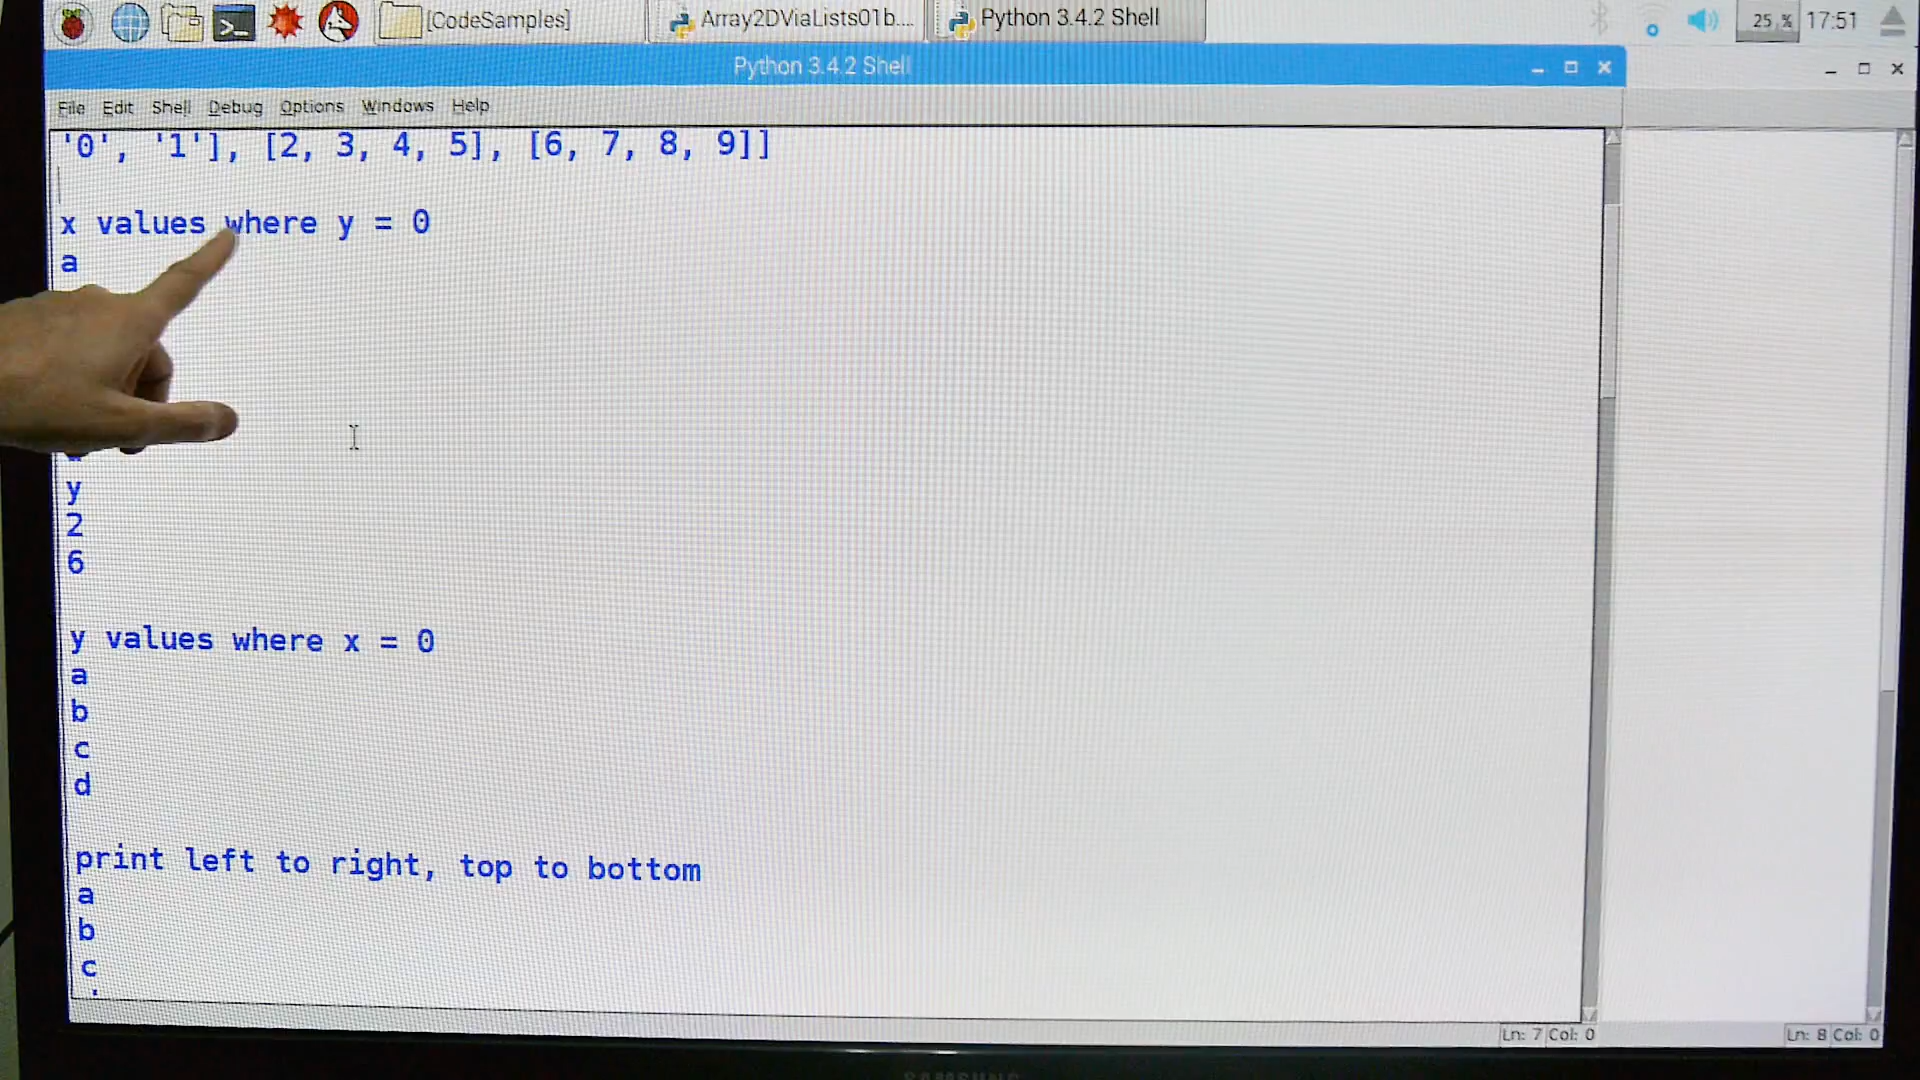 [CodeSamples] Array2DViaLists01b.... Python 3.4.2 Shell 25 % 17:51
Python 3.4.2 Shell
File Edit Shell Debug Options Windows Help
'0', '1'], [2, 3, 4, 5], [6, 7, 8, 9]]
x values where y = 0
a
y
2
6
y values where x = 0
a
b
c
d
print left to right, top to bottom
a
b
c
Ln: 7 Col: 0 Ln: 8 Col: 0
SAMSUNG